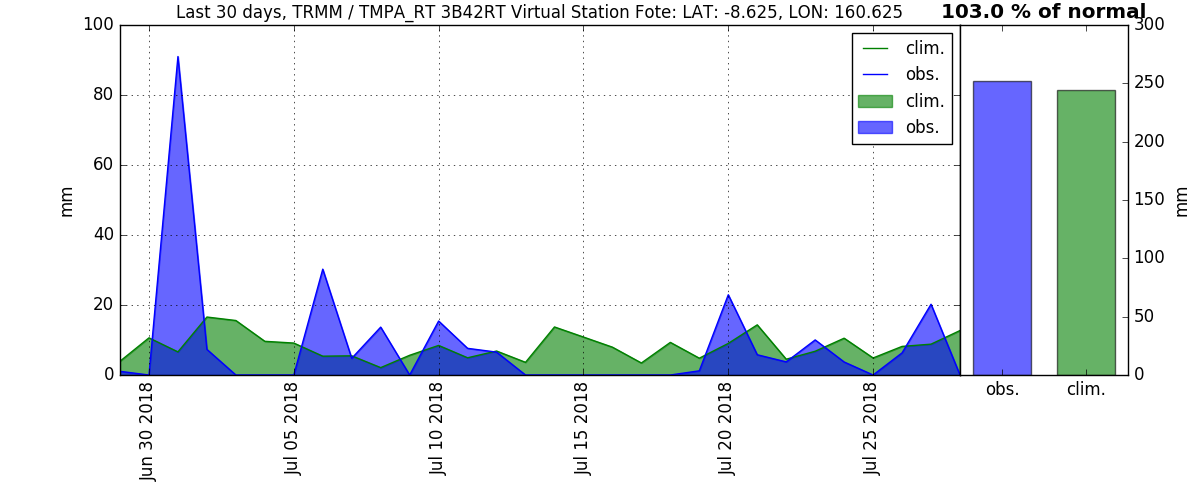 Last 30 days, TRMM / TMPA_RT 3B42RT Virtual Station Fote: LAT: -8.625, LON: 160.625
103.0 % of normal
clim.
obs.
clim.
obs.
100
80
60
40
20
0
mm
Jun 30 2018
Jul 05 2018
Jul 10 2018
Jul 15 2018
Jul 20 2018
Jul 25 2018
300
250
200
150
100
50
0
mm
obs.
clim.